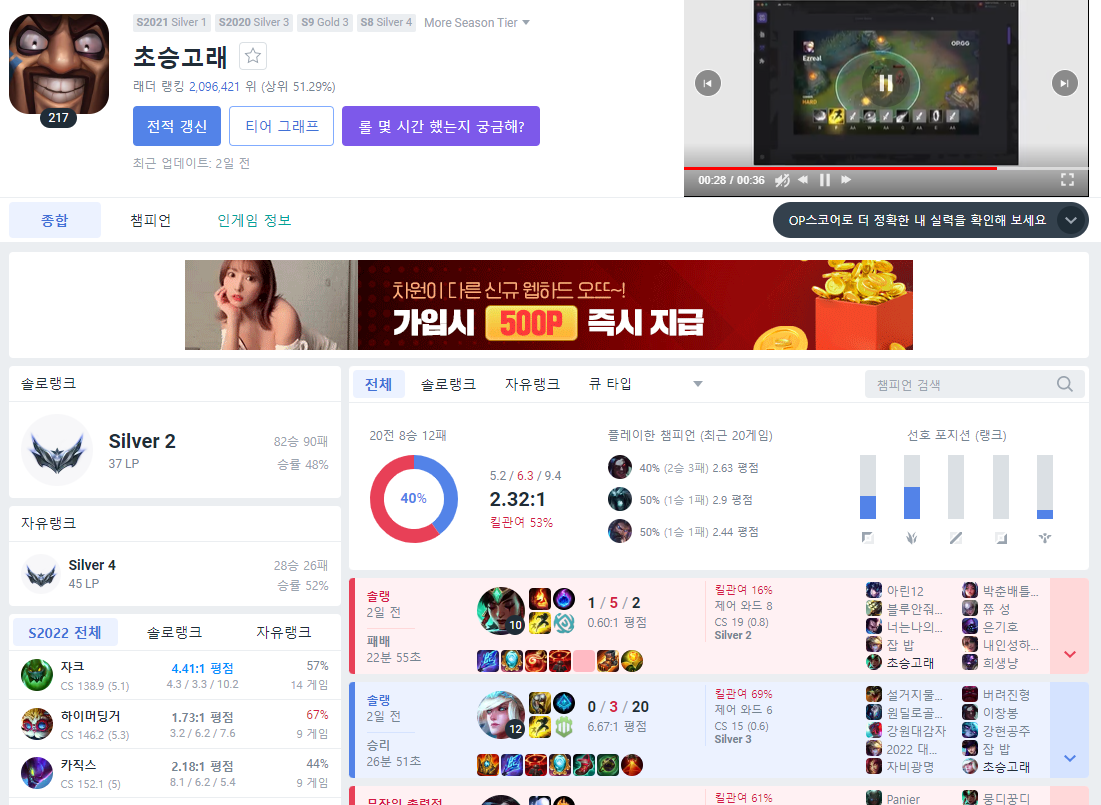 S2021 Silver 1 S2020 Silver 3 S9 Gold 3 S8 Silver 4 More Season Tier
초승고래
래더 랭킹 2,096,421 위 (상위 51.29%)
217
전적 갱신 티어 그래프 롤 몇 시간 했는지 궁금해?
최근 업데이트: 2일 전
OP.GG
Ezreal
HARD
00:28 / 00:36
종합 챔피언 인게임 정보
OP스코어로 더 정확한 내 실력을 확인해 보세요
차원이 다른 신규 웹하드 오뜨~!
가입시 500P 즉시 지급
솔로랭크
Silver 2 82승 90패
37 LP 승률 48%
자유랭크
Silver 4 28승 26패
45 LP 승률 52%
S2022 전체 솔로랭크 자유랭크
자크 4.41:1 평점 57%
CS 138.9 (5.1) 4.3 / 3.3 / 10.2 14 게임
하이머딩거 1.73:1 평점 67%
CS 146.2 (5.3) 3.2 / 6.2 / 7.6 9 게임
카직스 2.18:1 평점 44%
CS 152.1 (5) 8.1 / 6.2 / 5.4 9 게임
전체 솔로랭크 자유랭크 큐 타입 챔피언 검색
20전 8승 12패
40%
5.2 / 6.3 / 9.4
2.32:1
킬관여 53%
플레이한 챔피언 (최근 20게임)
40% (2승 3패) 2.63 평점
50% (1승 1패) 2.9 평점
50% (1승 1패) 2.44 평점
선호 포지션 (랭크)
솔랭
2일 전
패배
22분 55초
10
1 / 5 / 2
0.60:1 평점
킬관여 16%
제어 와드 8
CS 19 (0.8)
Silver 2
아린12
블루안줘...
너는나의...
잡 밥
초승고래
박춘배틀...
쮸 성
은기호
내인성하...
희생냥
솔랭
2일 전
승리
26분 51초
12
0 / 3 / 20
6.67:1 평점
킬관여 69%
제어 와드 6
CS 15 (0.6)
Silver 3
설거지물...
원딜로골...
강원대감자
2022 대...
자비광명
버려진형
이창봉
강현공주
잡 밥
초승고래
무작위 총력전
킬관여 61%
Panier
뭉디꿍디